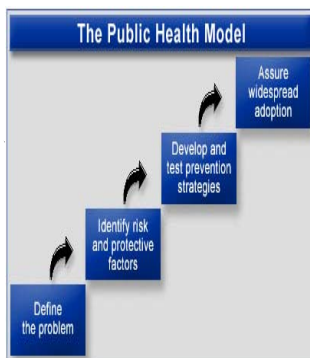 The Public Health Model
Assure
widespread
adoption
Develop and
test prevention
strategies
Identify risk
and protective
factors
Define
the problem